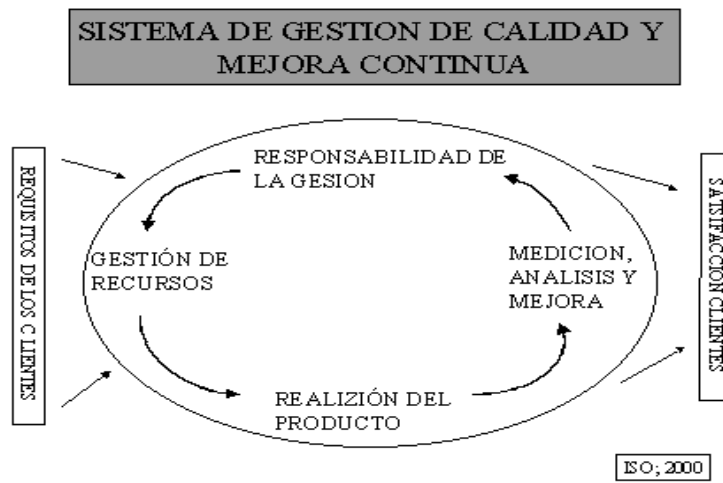 SISTEMA DE GESTION DE CALIDAD Y
MEJORA CONTINUA
REQUISITOS DE LOS CLIENTES
RESPONSABILIDAD DE
LA GESION
GESTIÓN DE
RECURSOS
MEDICION,
ANALISIS Y
MEJORA
REALIZIÓN DEL
PRODUCTO
SATSIFACCION CLIENTES
ISO; 2000